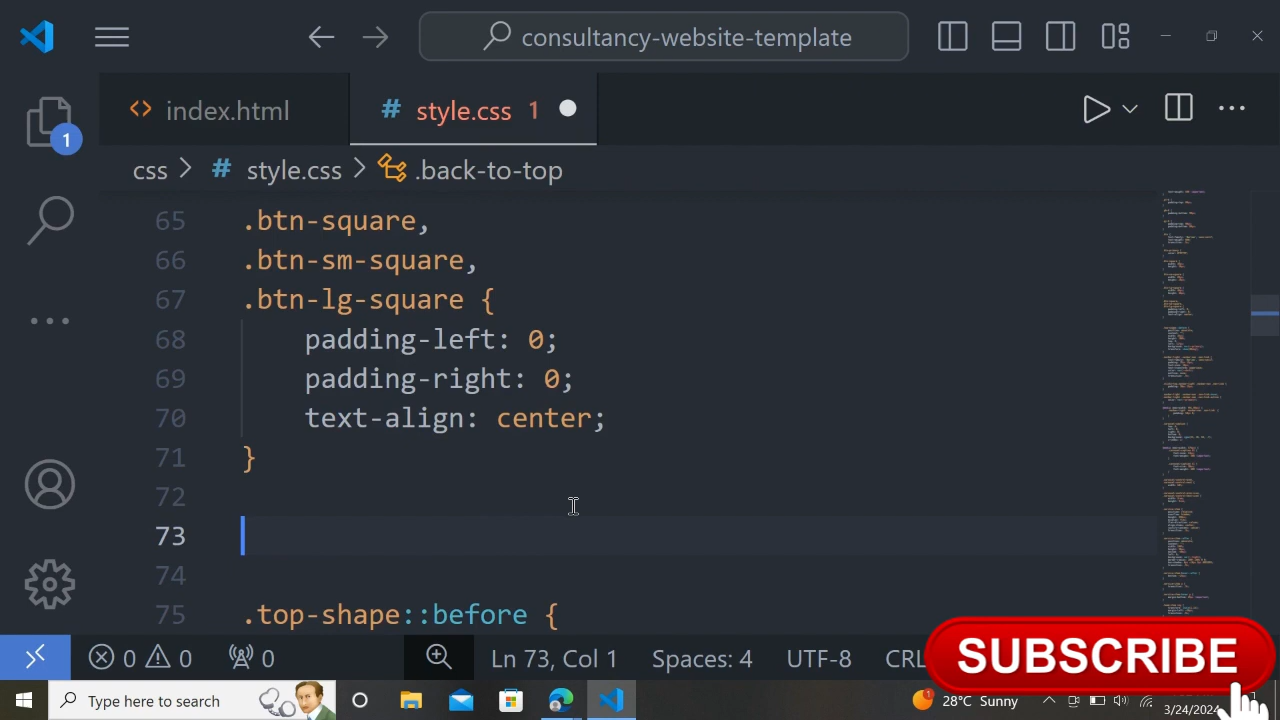 consultancy-website-template
index.html
style.css 1
1
css > # style.css > .back-to-top
65 .btn-square,
66 .btn-sm-square,
67 .btn-lg-square {
68 padding-left: 0;
69 padding-right: 0;
70 text-align: center;
71 }
72
73
74
75 .top-shape::before {
0 0 0 Ln 73, Col 1 Spaces: 4 UTF-8 CRL
SUBSCRIBE
Type here to search
1 28°C Sunny
3/24/2024